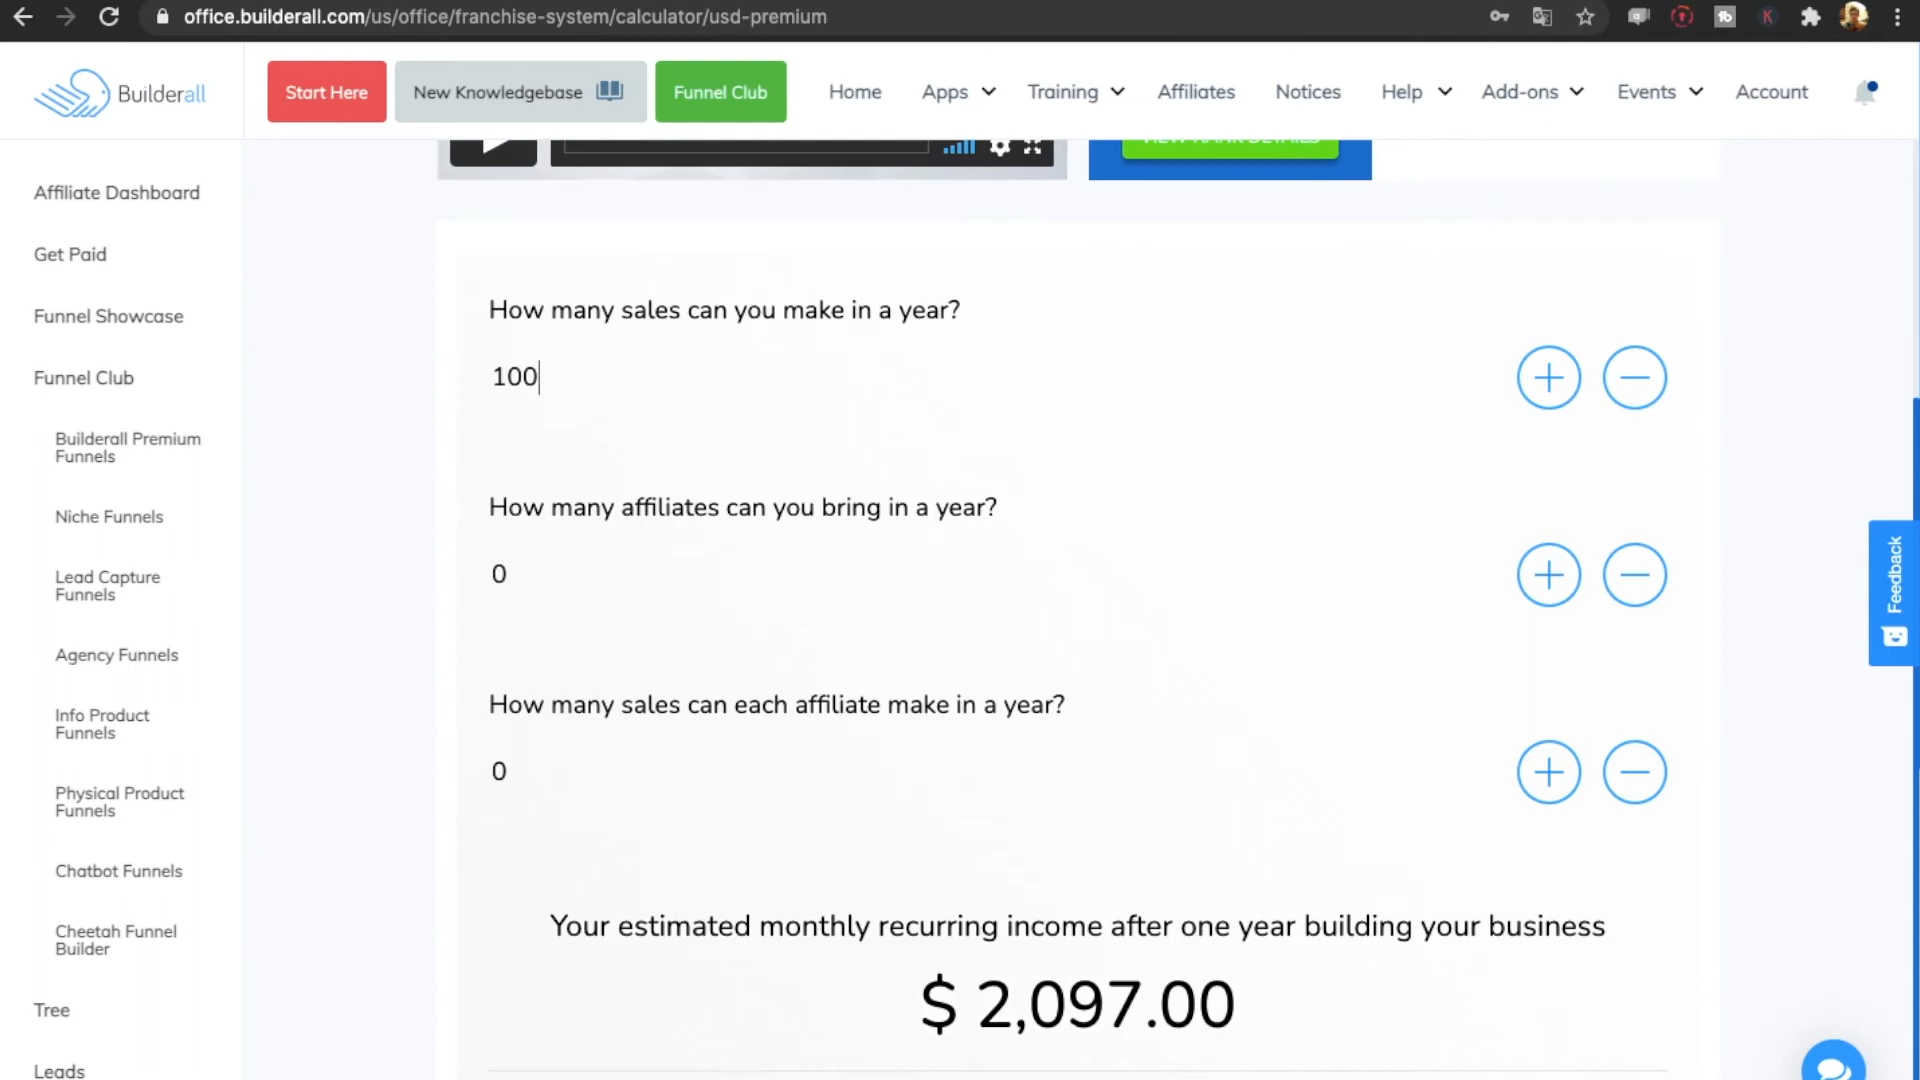 office.builderall.com/us/office/franchise-system/calculator/usd-premium
Builderall
Start Here
New Knowledgebase
Funnel Club
Home
Apps
Training
Affiliates
Notices
Help
Add-ons
Events
Account
VIEW RANK DETAILS
Affiliate Dashboard
Get Paid
Funnel Showcase
Funnel Club
Builderall Premium
Funnels
Niche Funnels
Lead Capture
Funnels
Agency Funnels
Info Product
Funnels
Physical Product
Funnels
Chatbot Funnels
Cheetah Funnel
Builder
Tree
Leads
How many sales can you make in a year?
100
How many affiliates can you bring in a year?
0
How many sales can each affiliate make in a year?
0
Your estimated monthly recurring income after one year building your business
$ 2,097.00
Feedback